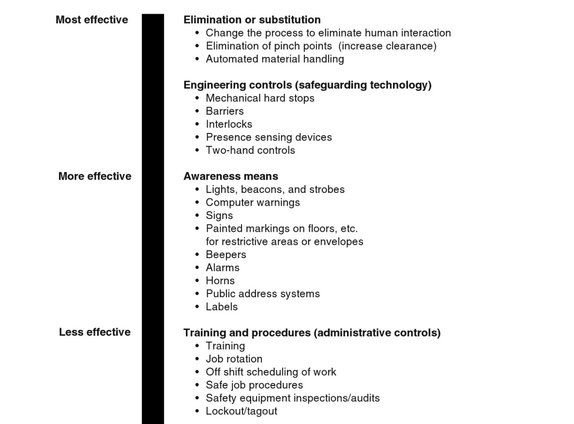 Most effective
Elimination or substitution
• Change the process to eliminate human interaction
• Elimination of pinch points (increase clearance)
• Automated material handling
Engineering controls (safeguarding technology)
• Mechanical hard stops
• Barriers
• Interlocks
• Presence sensing devices
• Two-hand controls
More effective
Awareness means
• Lights, beacons, and strobes
• Computer warnings
• Signs
• Painted markings on floors, etc.
for restrictive areas or envelopes
• Beepers
• Alarms
• Horns
• Public address systems
• Labels
Less effective
Training and procedures (administrative controls)
• Training
• Job rotation
• Off shift scheduling of work
• Safe job procedures
• Safety equipment inspections/audits
• Lockout/tagout